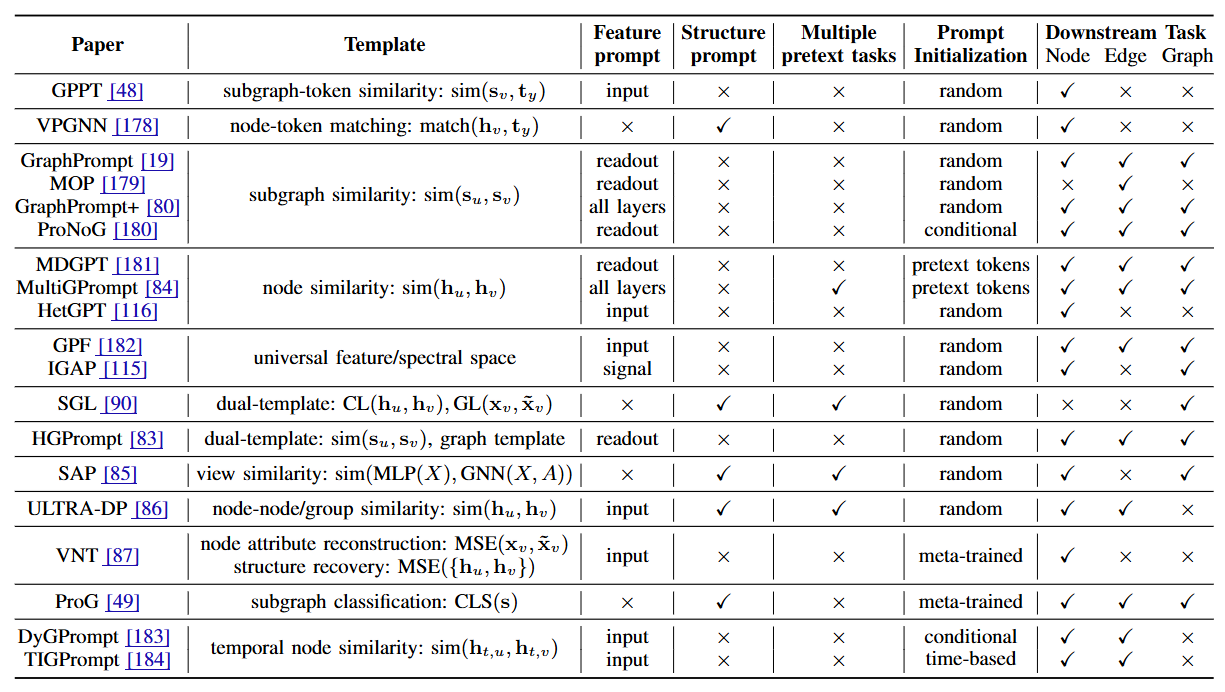 Paper Template Feature prompt Structure prompt Multiple pretext tasks Prompt Initialization Downstream Task Node Edge Graph
GPPT [48] subgraph-token similarity: sim(s_v, t_y) input × × random ✓ × ×
VPGNN [178] node-token matching: match(h_v, t_y) × ✓ × random ✓ × ×
GraphPrompt [19] subgraph similarity: sim(s_u, s_v) readout × × random ✓ ✓ ✓
MOP [179] readout × × random × ✓ ×
GraphPrompt+ [80] all layers × × random ✓ ✓ ✓
ProNoG [180] readout × × conditional ✓ ✓ ✓
MDGPT [181] node similarity: sim(h_u, h_v) readout × × pretext tokens ✓ ✓ ✓
MultiGPrompt [84] all layers × ✓ pretext tokens ✓ ✓ ✓
HetGPT [116] input × × random ✓ × ×
GPF [182] universal feature/spectral space input × × random ✓ ✓ ✓
IGAP [115] signal × × random ✓ × ✓
SGL [90] dual-template: CL(h_u, h_v), GL(x_v, x̃_v) × ✓ ✓ random × × ✓
HGPrompt [83] dual-template: sim(s_u, s_v), graph template readout × × random ✓ ✓ ✓
SAP [85] view similarity: sim(MLP(X), GNN(X, A)) × ✓ ✓ random ✓ × ✓
ULTRA-DP [86] node-node/group similarity: sim(h_u, h_v) input ✓ ✓ random ✓ ✓ ×
VNT [87] node attribute reconstruction: MSE(x_v, x̃_v) structure recovery: MSE({h_u, h_v}) input × × meta-trained ✓ × ×
ProG [49] subgraph classification: CLS(s) × ✓ × meta-trained ✓ ✓ ✓
DyGPrompt [183] temporal node similarity: sim(h_t,u, h_t,v) input × × conditional ✓ ✓ ×
TIGPrompt [184] input × × time-based ✓ ✓ ×